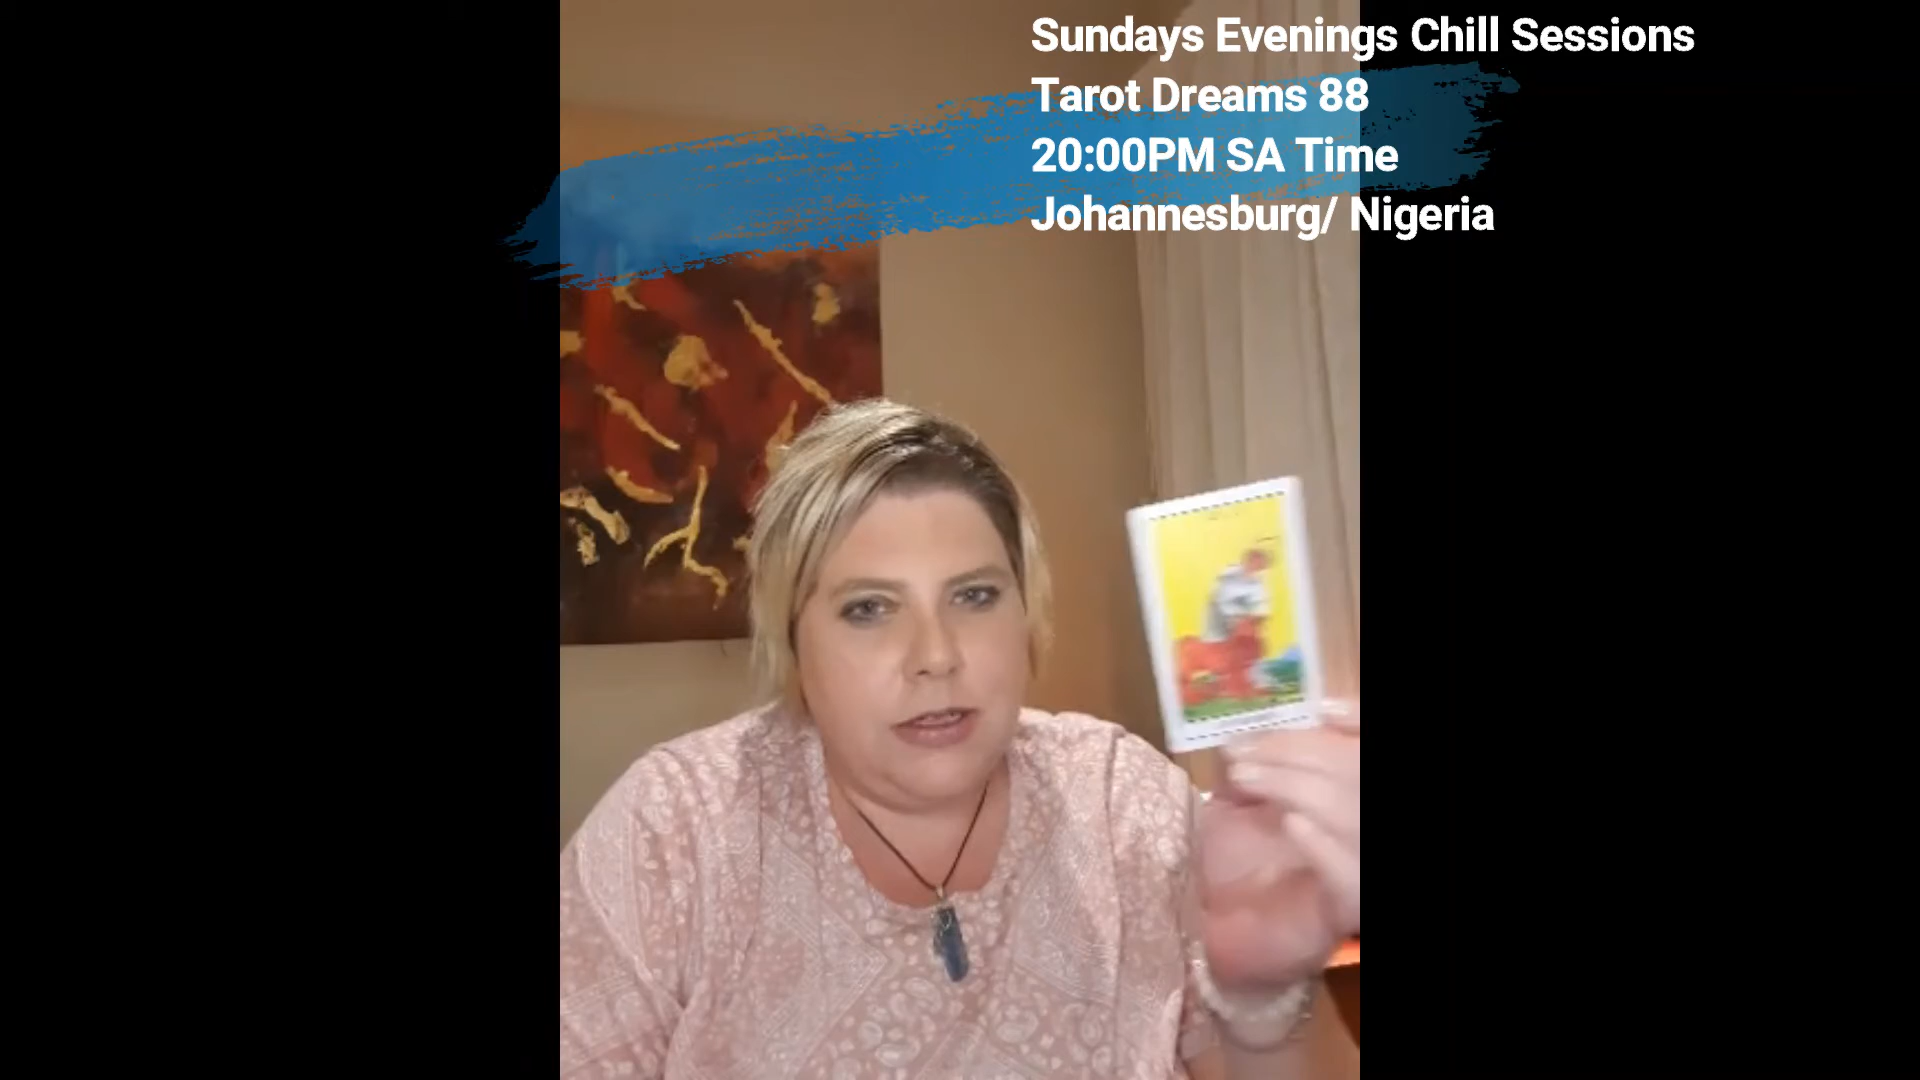 Sundays Evenings Chill Sessions
Tarot Dreams 88
20:00PM SA Time
Johannesburg/ Nigeria